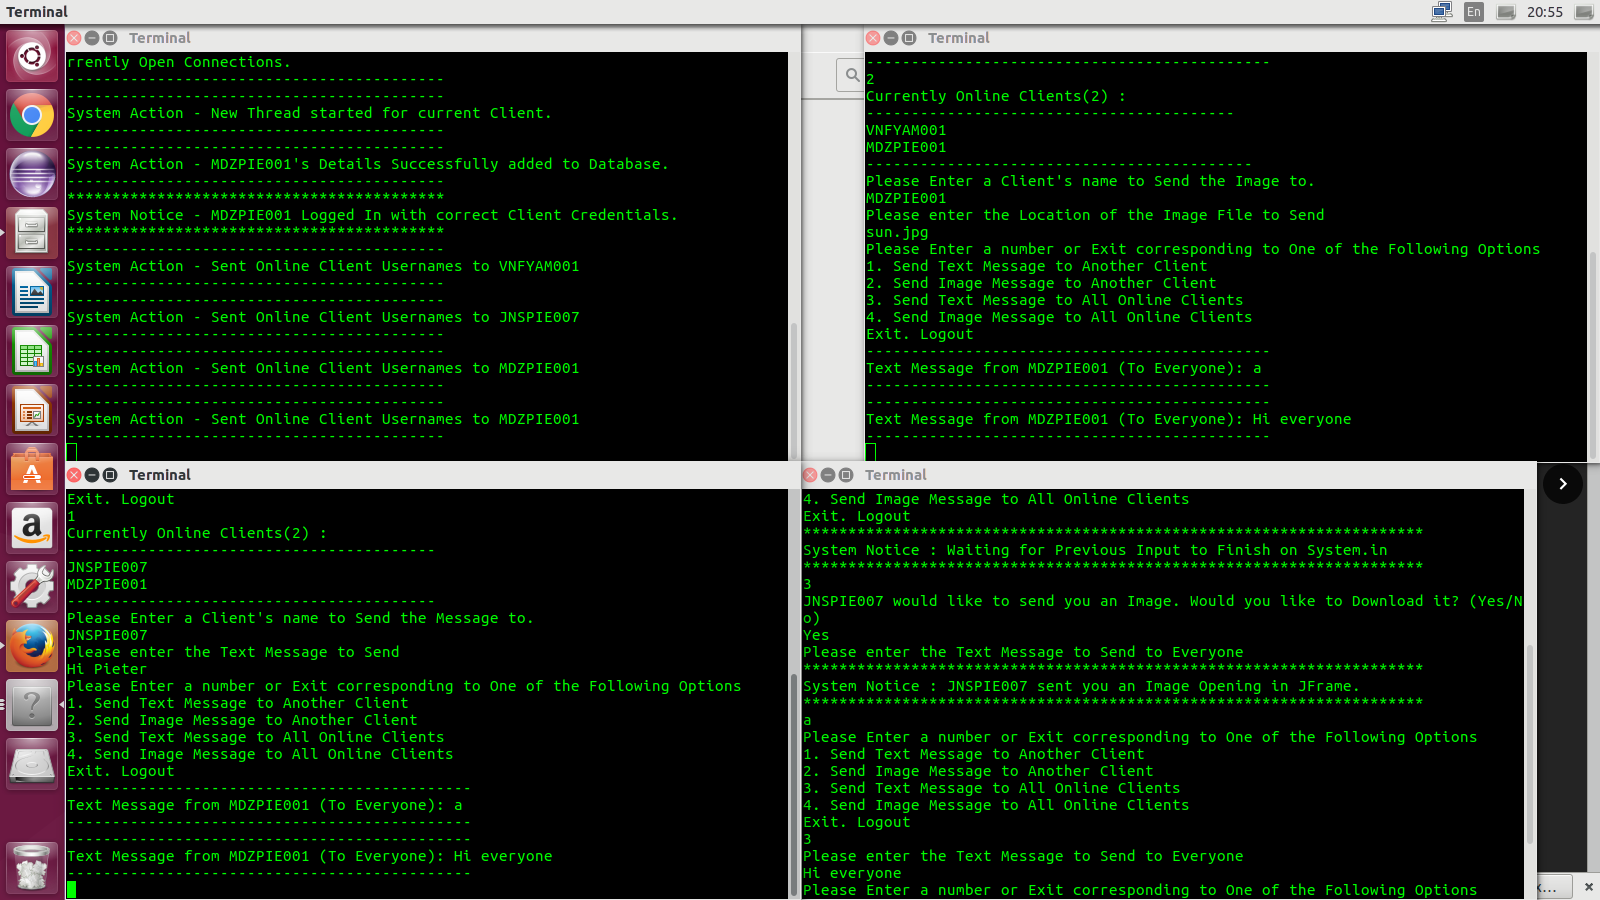 Terminal
En
20:55
Terminal
rrently Open Connections.
------------------------------------------
------------------------------------------
System Action - New Thread started for current Client.
------------------------------------------
------------------------------------------
System Action - MDZPIE001's Details Successfully added to Database.
------------------------------------------
******************************************
System Notice - MDZPIE001 Logged In with correct Client Credentials.
******************************************
------------------------------------------
System Action - Sent Online Client Usernames to VNFYAM001
------------------------------------------
------------------------------------------
System Action - Sent Online Client Usernames to JNSPIE007
------------------------------------------
------------------------------------------
System Action - Sent Online Client Usernames to MDZPIE001
------------------------------------------
------------------------------------------
System Action - Sent Online Client Usernames to MDZPIE001
------------------------------------------
Terminal
---------------------------------------------
2
Currently Online Clients(2) :
-----------------------------------------
VNFYAM001
MDZPIE001
-------------------------------------------
Please Enter a Client's name to Send the Image to.
MDZPIE001
Please enter the Location of the Image File to Send
sun.jpg
Please Enter a number or Exit corresponding to One of the Following Options
1. Send Text Message to Another Client
2. Send Image Message to Another Client
3. Send Text Message to All Online Clients
4. Send Image Message to All Online Clients
Exit. Logout
---------------------------------------------
Text Message from MDZPIE001 (To Everyone): a
---------------------------------------------
---------------------------------------------
Text Message from MDZPIE001 (To Everyone): Hi everyone
---------------------------------------------
Terminal
Exit. Logout
1
Currently Online Clients(2) :
-----------------------------------------
JNSPIE007
MDZPIE001
-----------------------------------------
Please Enter a Client's name to Send the Message to.
JNSPIE007
Please enter the Text Message to Send
Hi Pieter
Please Enter a number or Exit corresponding to One of the Following Options
1. Send Text Message to Another Client
2. Send Image Message to Another Client
3. Send Text Message to All Online Clients
4. Send Image Message to All Online Clients
Exit. Logout
---------------------------------------------
Text Message from MDZPIE001 (To Everyone): a
---------------------------------------------
---------------------------------------------
Text Message from MDZPIE001 (To Everyone): Hi everyone
---------------------------------------------
Terminal
4. Send Image Message to All Online Clients
Exit. Logout
*********************************************************************
System Notice : Waiting for Previous Input to Finish on System.in
*********************************************************************
3
JNSPIE007 would like to send you an Image. Would you like to Download it? (Yes/N
o)
Yes
Please enter the Text Message to Send to Everyone
*********************************************************************
System Notice : JNSPIE007 sent you an Image Opening in JFrame.
*********************************************************************
a
Please Enter a number or Exit corresponding to One of the Following Options
1. Send Text Message to Another Client
2. Send Image Message to Another Client
3. Send Text Message to All Online Clients
4. Send Image Message to All Online Clients
Exit. Logout
3
Please enter the Text Message to Send to Everyone
Hi everyone
Please Enter a number or Exit corresponding to One of the Following Options